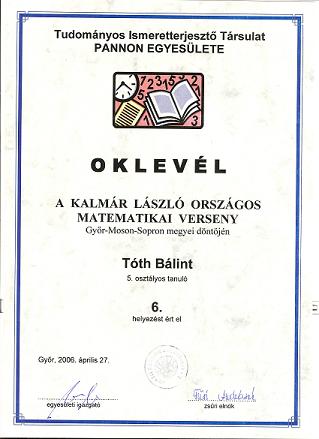 Tudományos Ismeretterjesztő Társulat
PANNON EGYESÜLETE
OKLEVÉL
A KALMÁR LÁSZLÓ ORSZÁGOS
MATEMATIKAI VERSENY
Győr-Moson-Sopron megyei döntőjén
Tóth Bálint
5. osztályos tanuló
6.
helyezést ért el
Győr, 2006. április 27.
egyesületi igazgató
zsűri elnök